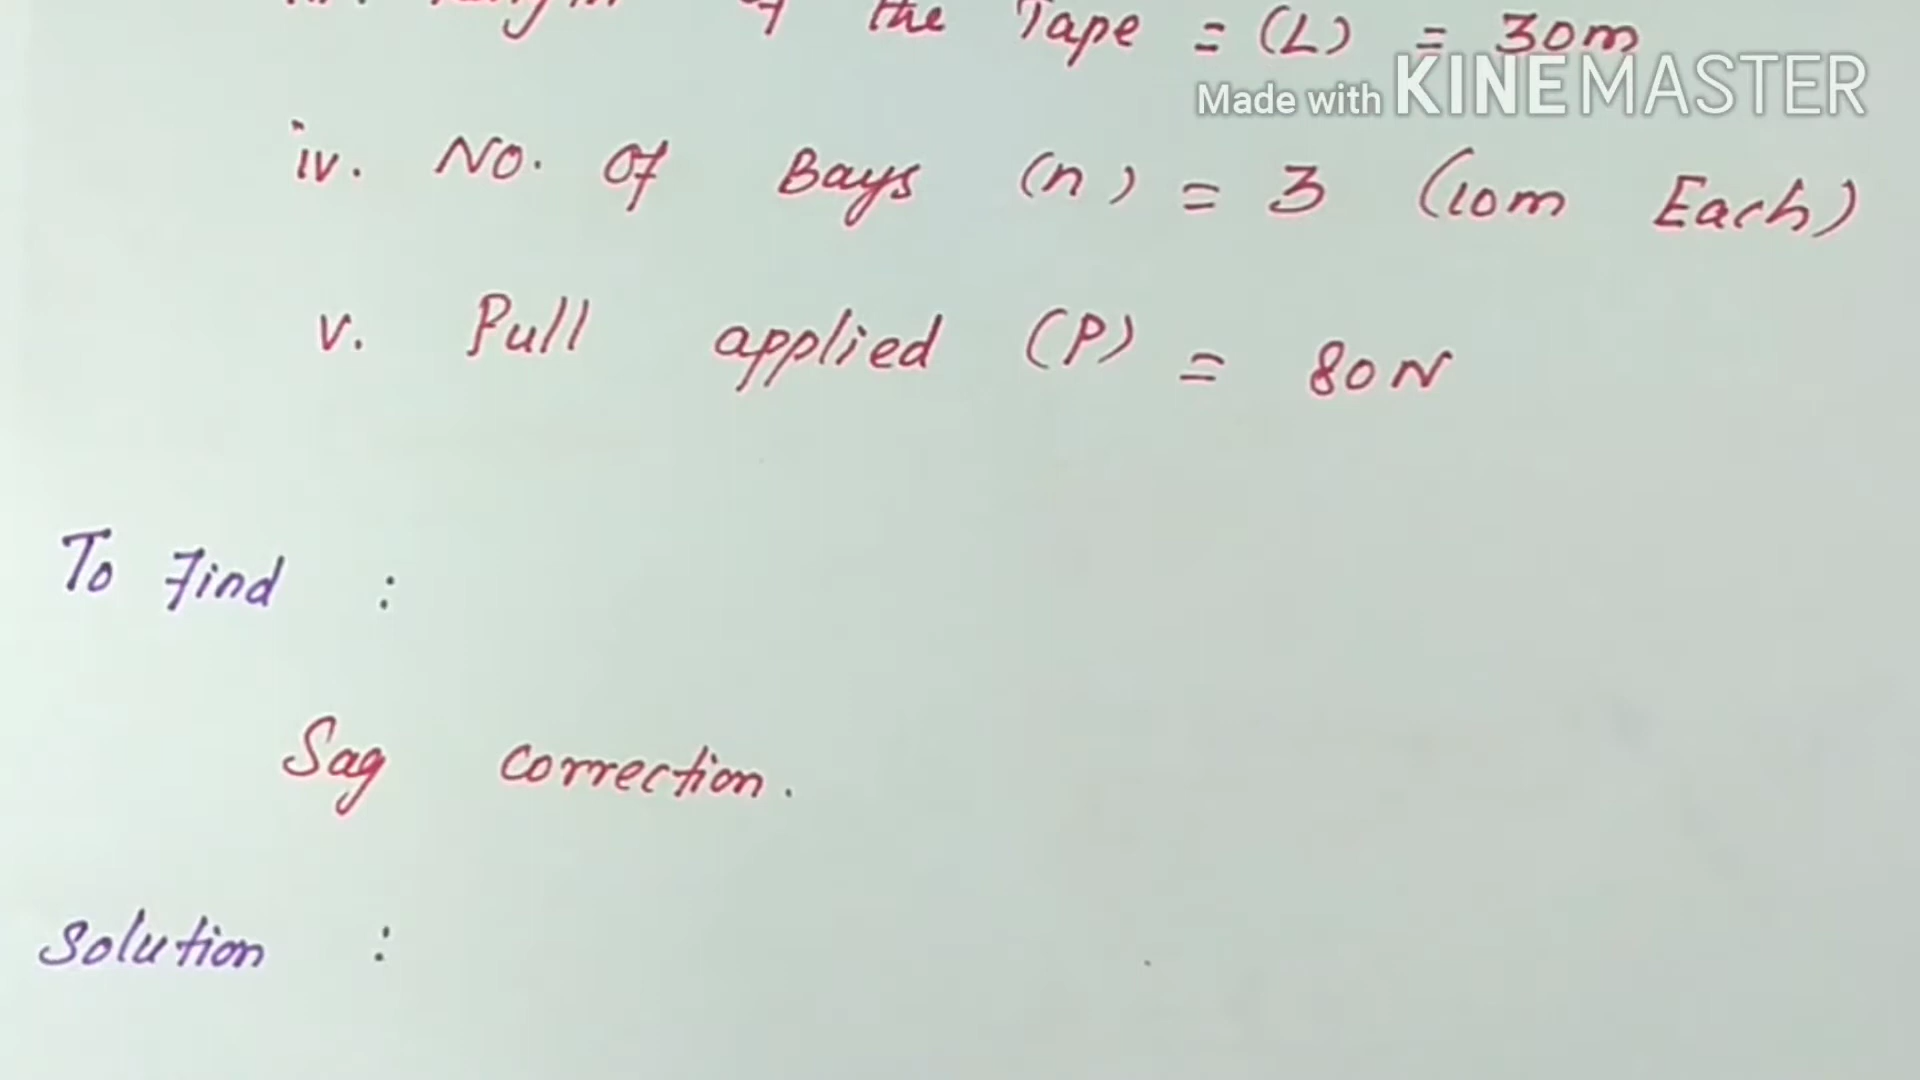 of the Tape = (L) = 30m
Made with KINEMASTER
iv. No. Of Bays (n) = 3 (10m Each)
v. Pull applied (P) = 80N
To Find :
Sag correction.
Solution :